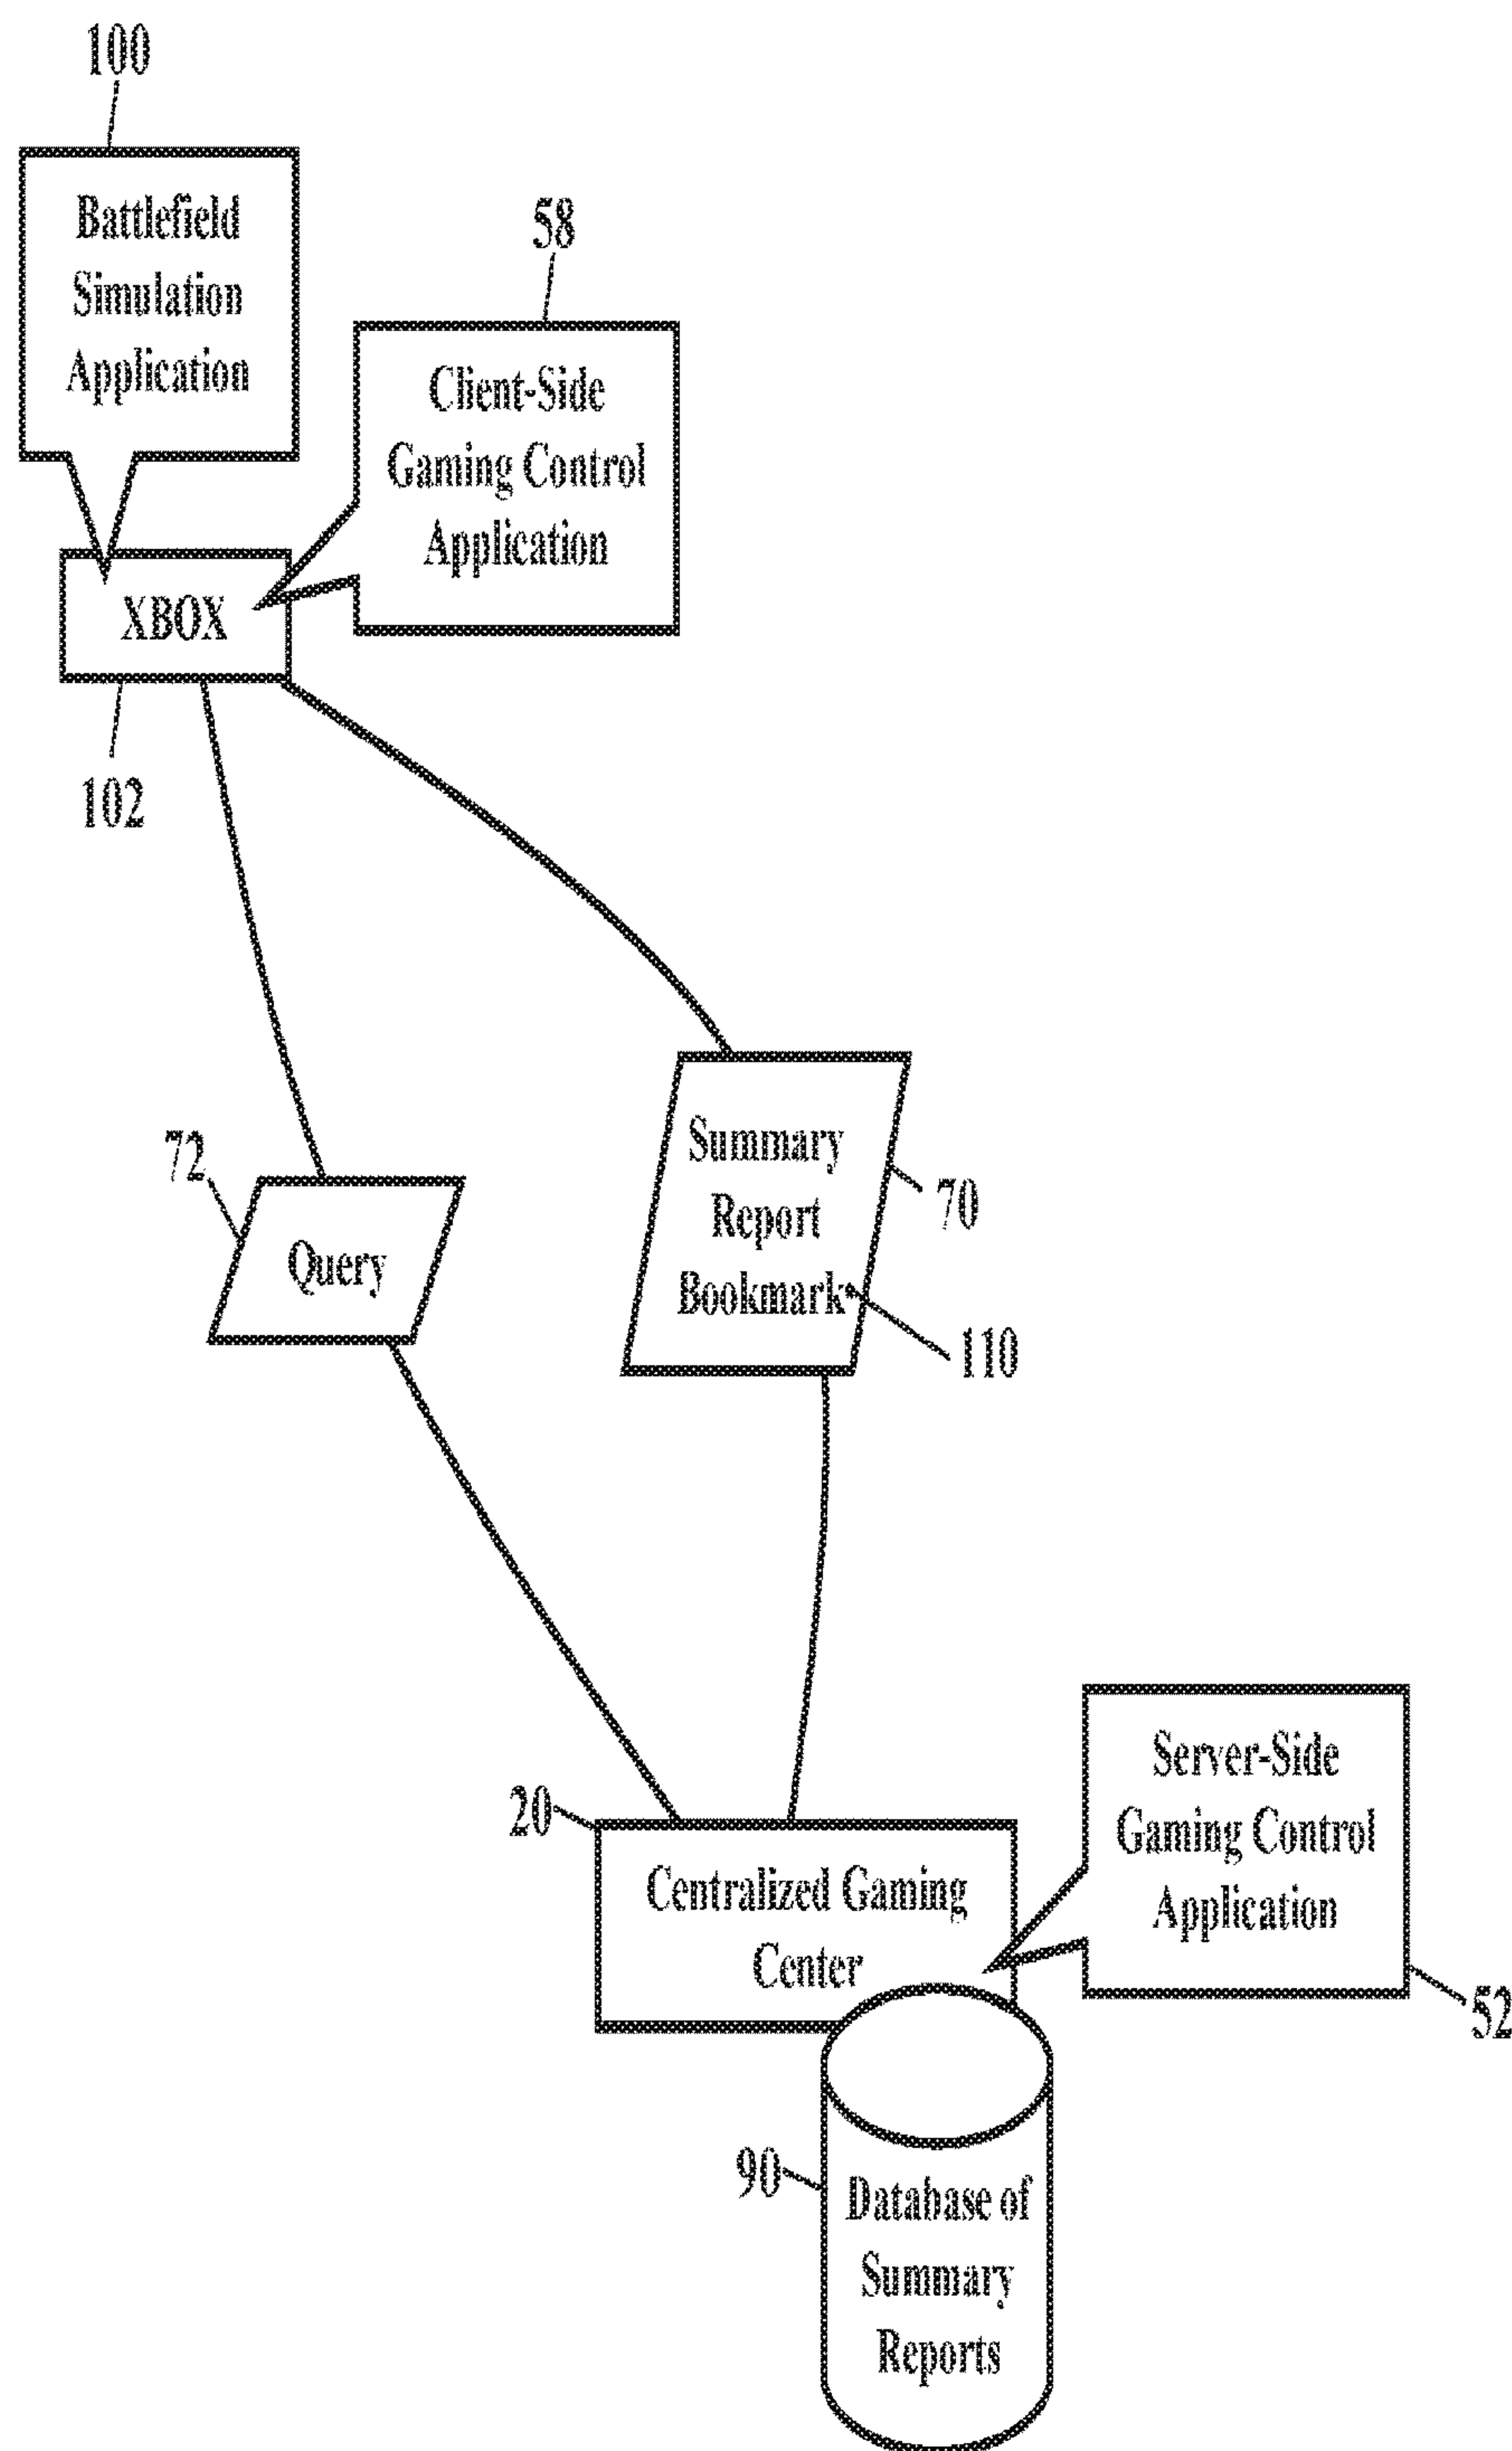 100
Battlefield
Simulation
Application
58
Client-Side
Gaming Control
Application
XBOX
102
72
Query
Summary
Report
Bookmark
70
110
20
Centralized Gaming
Center
Server-Side
Gaming Control
Application
52
90
Database of
Summary
Reports